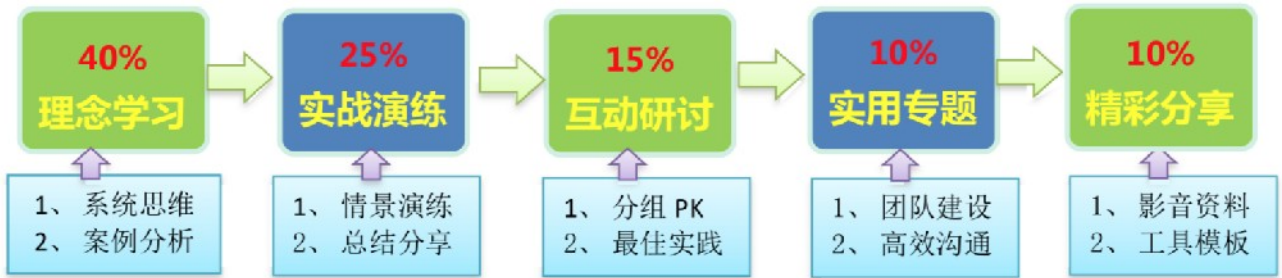 40%
理念学习
25%
实战演练
15%
互动研讨
10%
实用专题
10%
精彩分享
1、 系统思维
2、 案例分析
1、 情景演练
2、 总结分享
1、 分组 PK
2、 最佳实践
1、 团队建设
2、 高效沟通
1、 影音资料
2、 工具模板